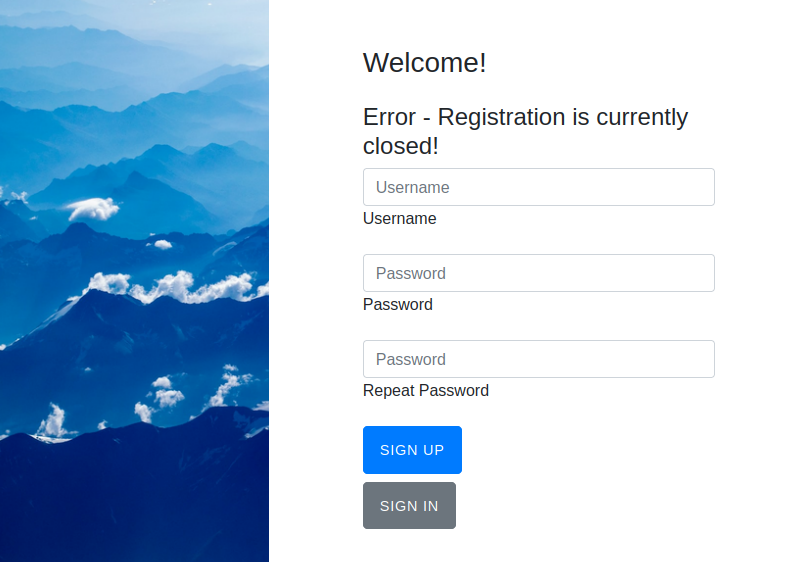 Welcome!
Error - Registration is currently
closed!
Username
Username
Password
Password
Password
Repeat Password
SIGN UP
SIGN IN